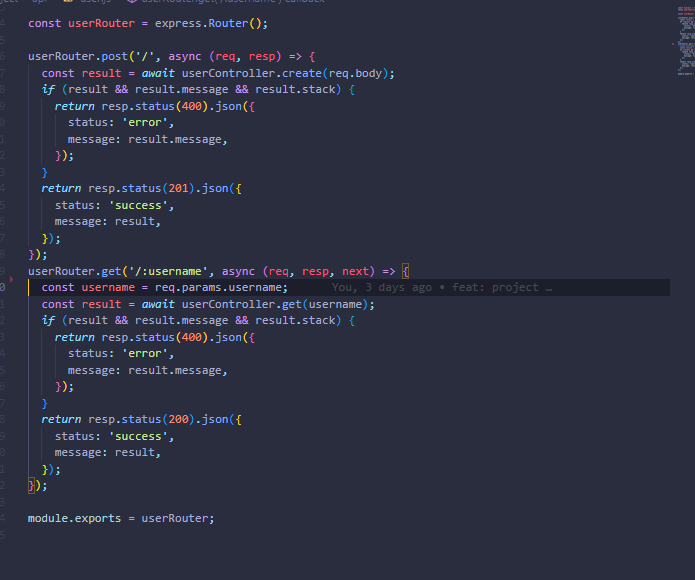 const userRouter = express.Router();
userRouter.post('/', async (req, resp) => {
const result = await userController.create(req.body);
if (result && result.message && result.stack) {
return resp.status(400).json({
status: 'error',
message: result.message,
});
}
return resp.status(201).json({
status: 'success',
message: result,
});
});
userRouter.get('/:username', async (req, resp, next) => {
const username = req.params.username; You, 3 days ago • feat: project …
const result = await userController.get(username);
if (result && result.message && result.stack) {
return resp.status(400).json({
status: 'error',
message: result.message,
});
}
return resp.status(200).json({
status: 'success',
message: result,
});
});
module.exports = userRouter;